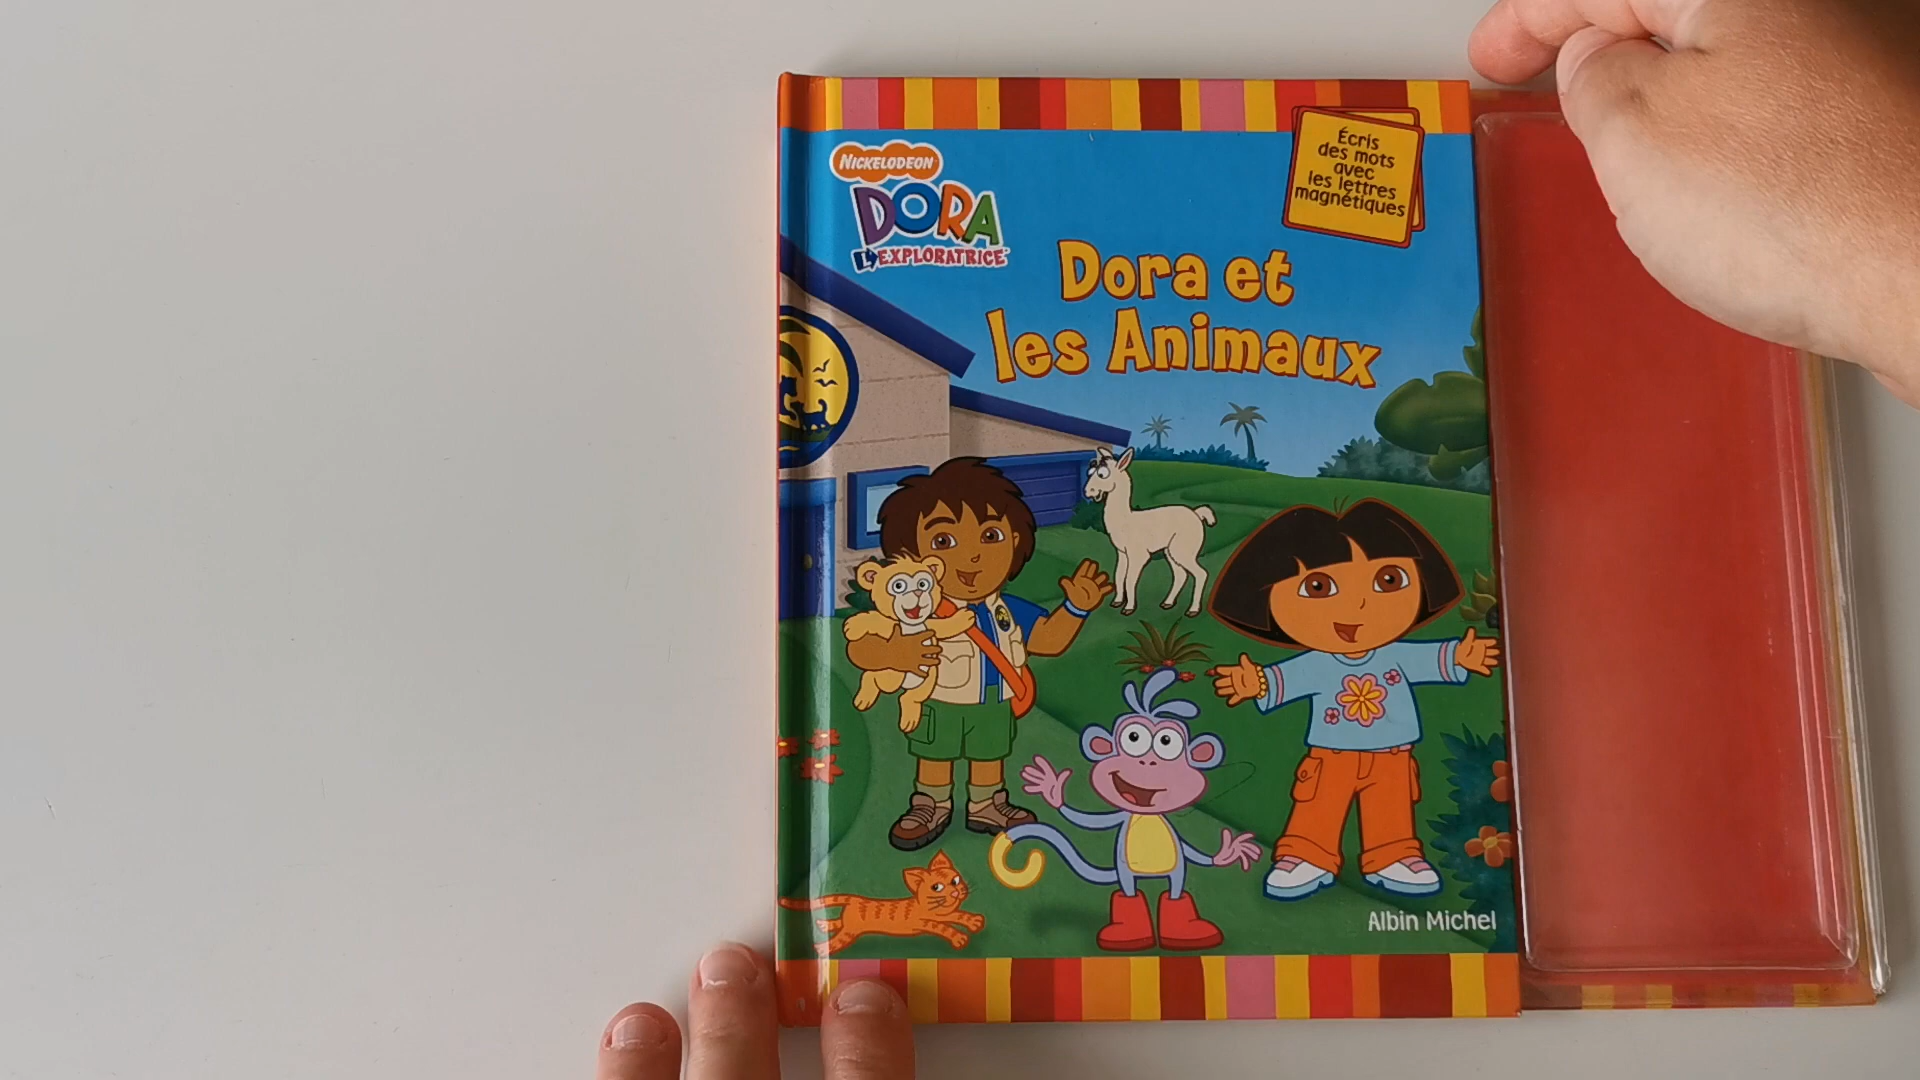 NICKELODEON
DORA
L'EXPLORATRICE
Écris
des mots
avec
les lettres
magnétiques
Dora et
les Animaux
Albin Michel